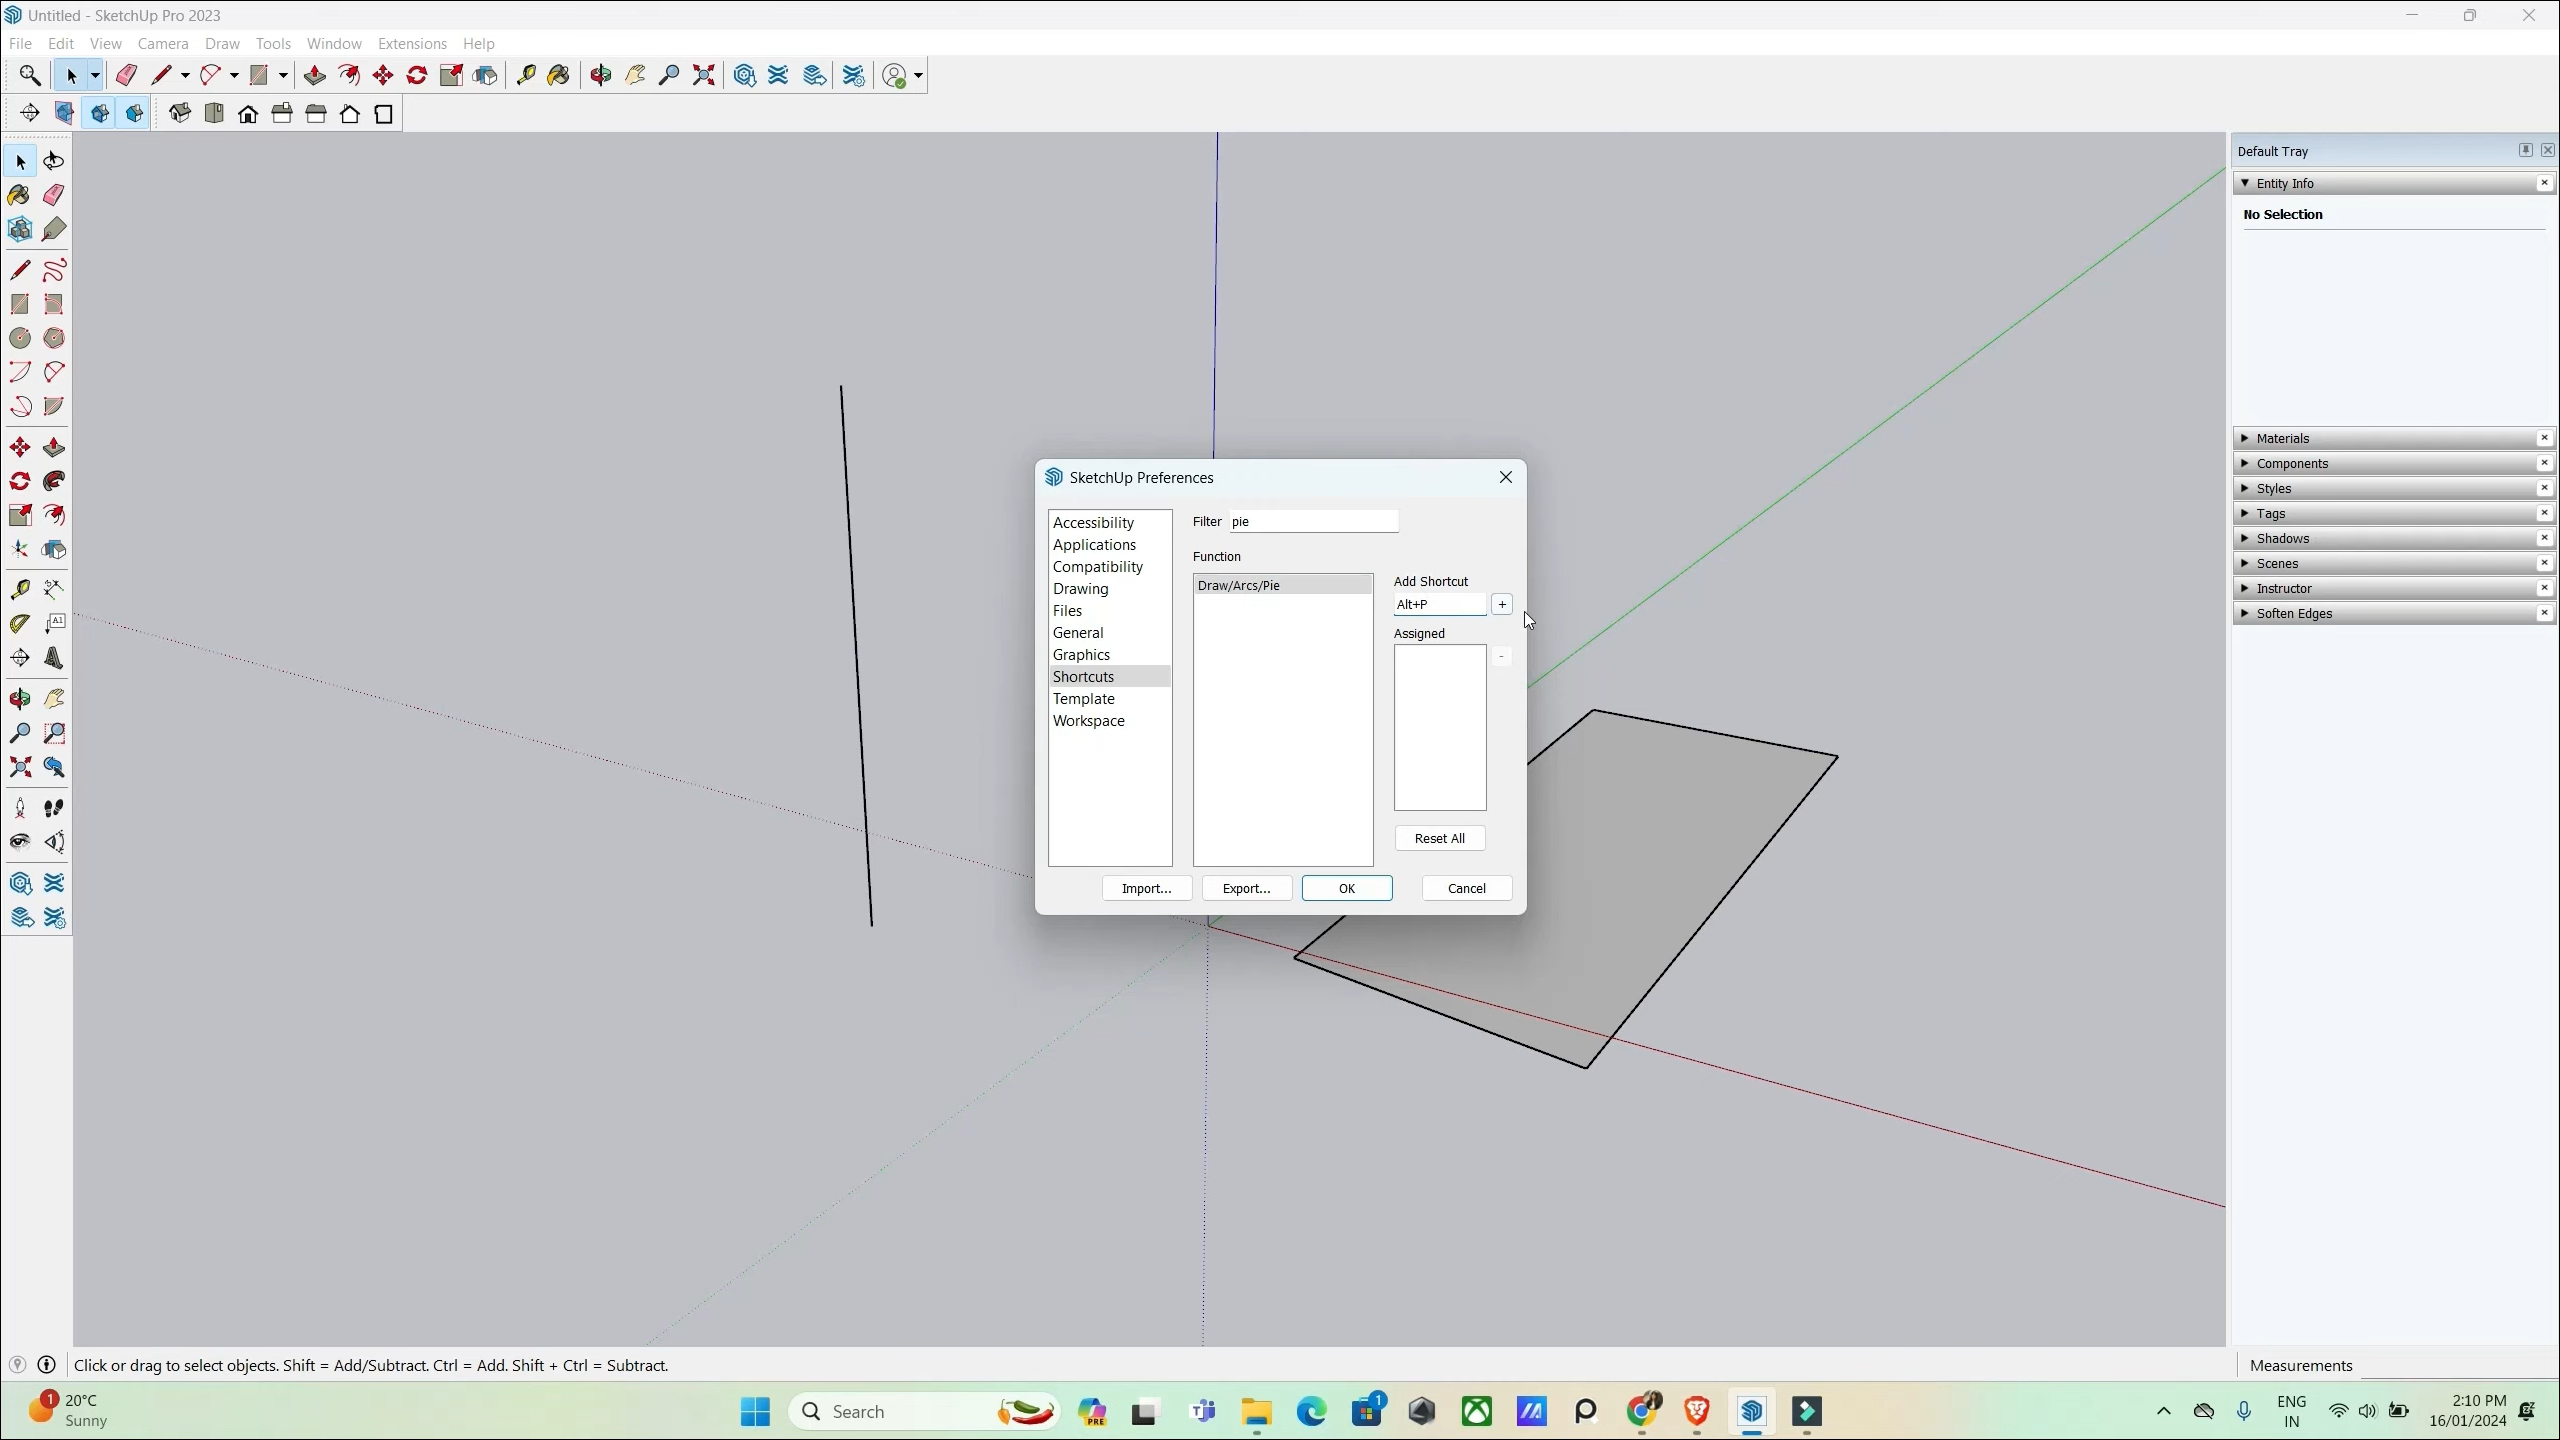 Untitled - SketchUp Pro 2023
File Edit View Camera Draw Tools Window Extensions Help
Default Tray
Entity Info
No Selection
Materials
Components
Styles
Tags
Shadows
Scenes
Instructor
Soften Edges
A1
SketchUp Preferences
Accessibility
Applications
Compatibility
Drawing
Files
General
Graphics
Shortcuts
Template
Workspace
Filter pie
Function
Draw/Arcs/Pie
Add Shortcut
Alt+P +
Assigned
-
Reset All
Import... Export... OK Cancel
Click or drag to select objects. Shift = Add/Subtract. Ctrl = Add. Shift + Ctrl = Subtract.
Measurements
1 20°C
Sunny
Search
PRE
1
ENG
IN
2:10 PM
16/01/2024